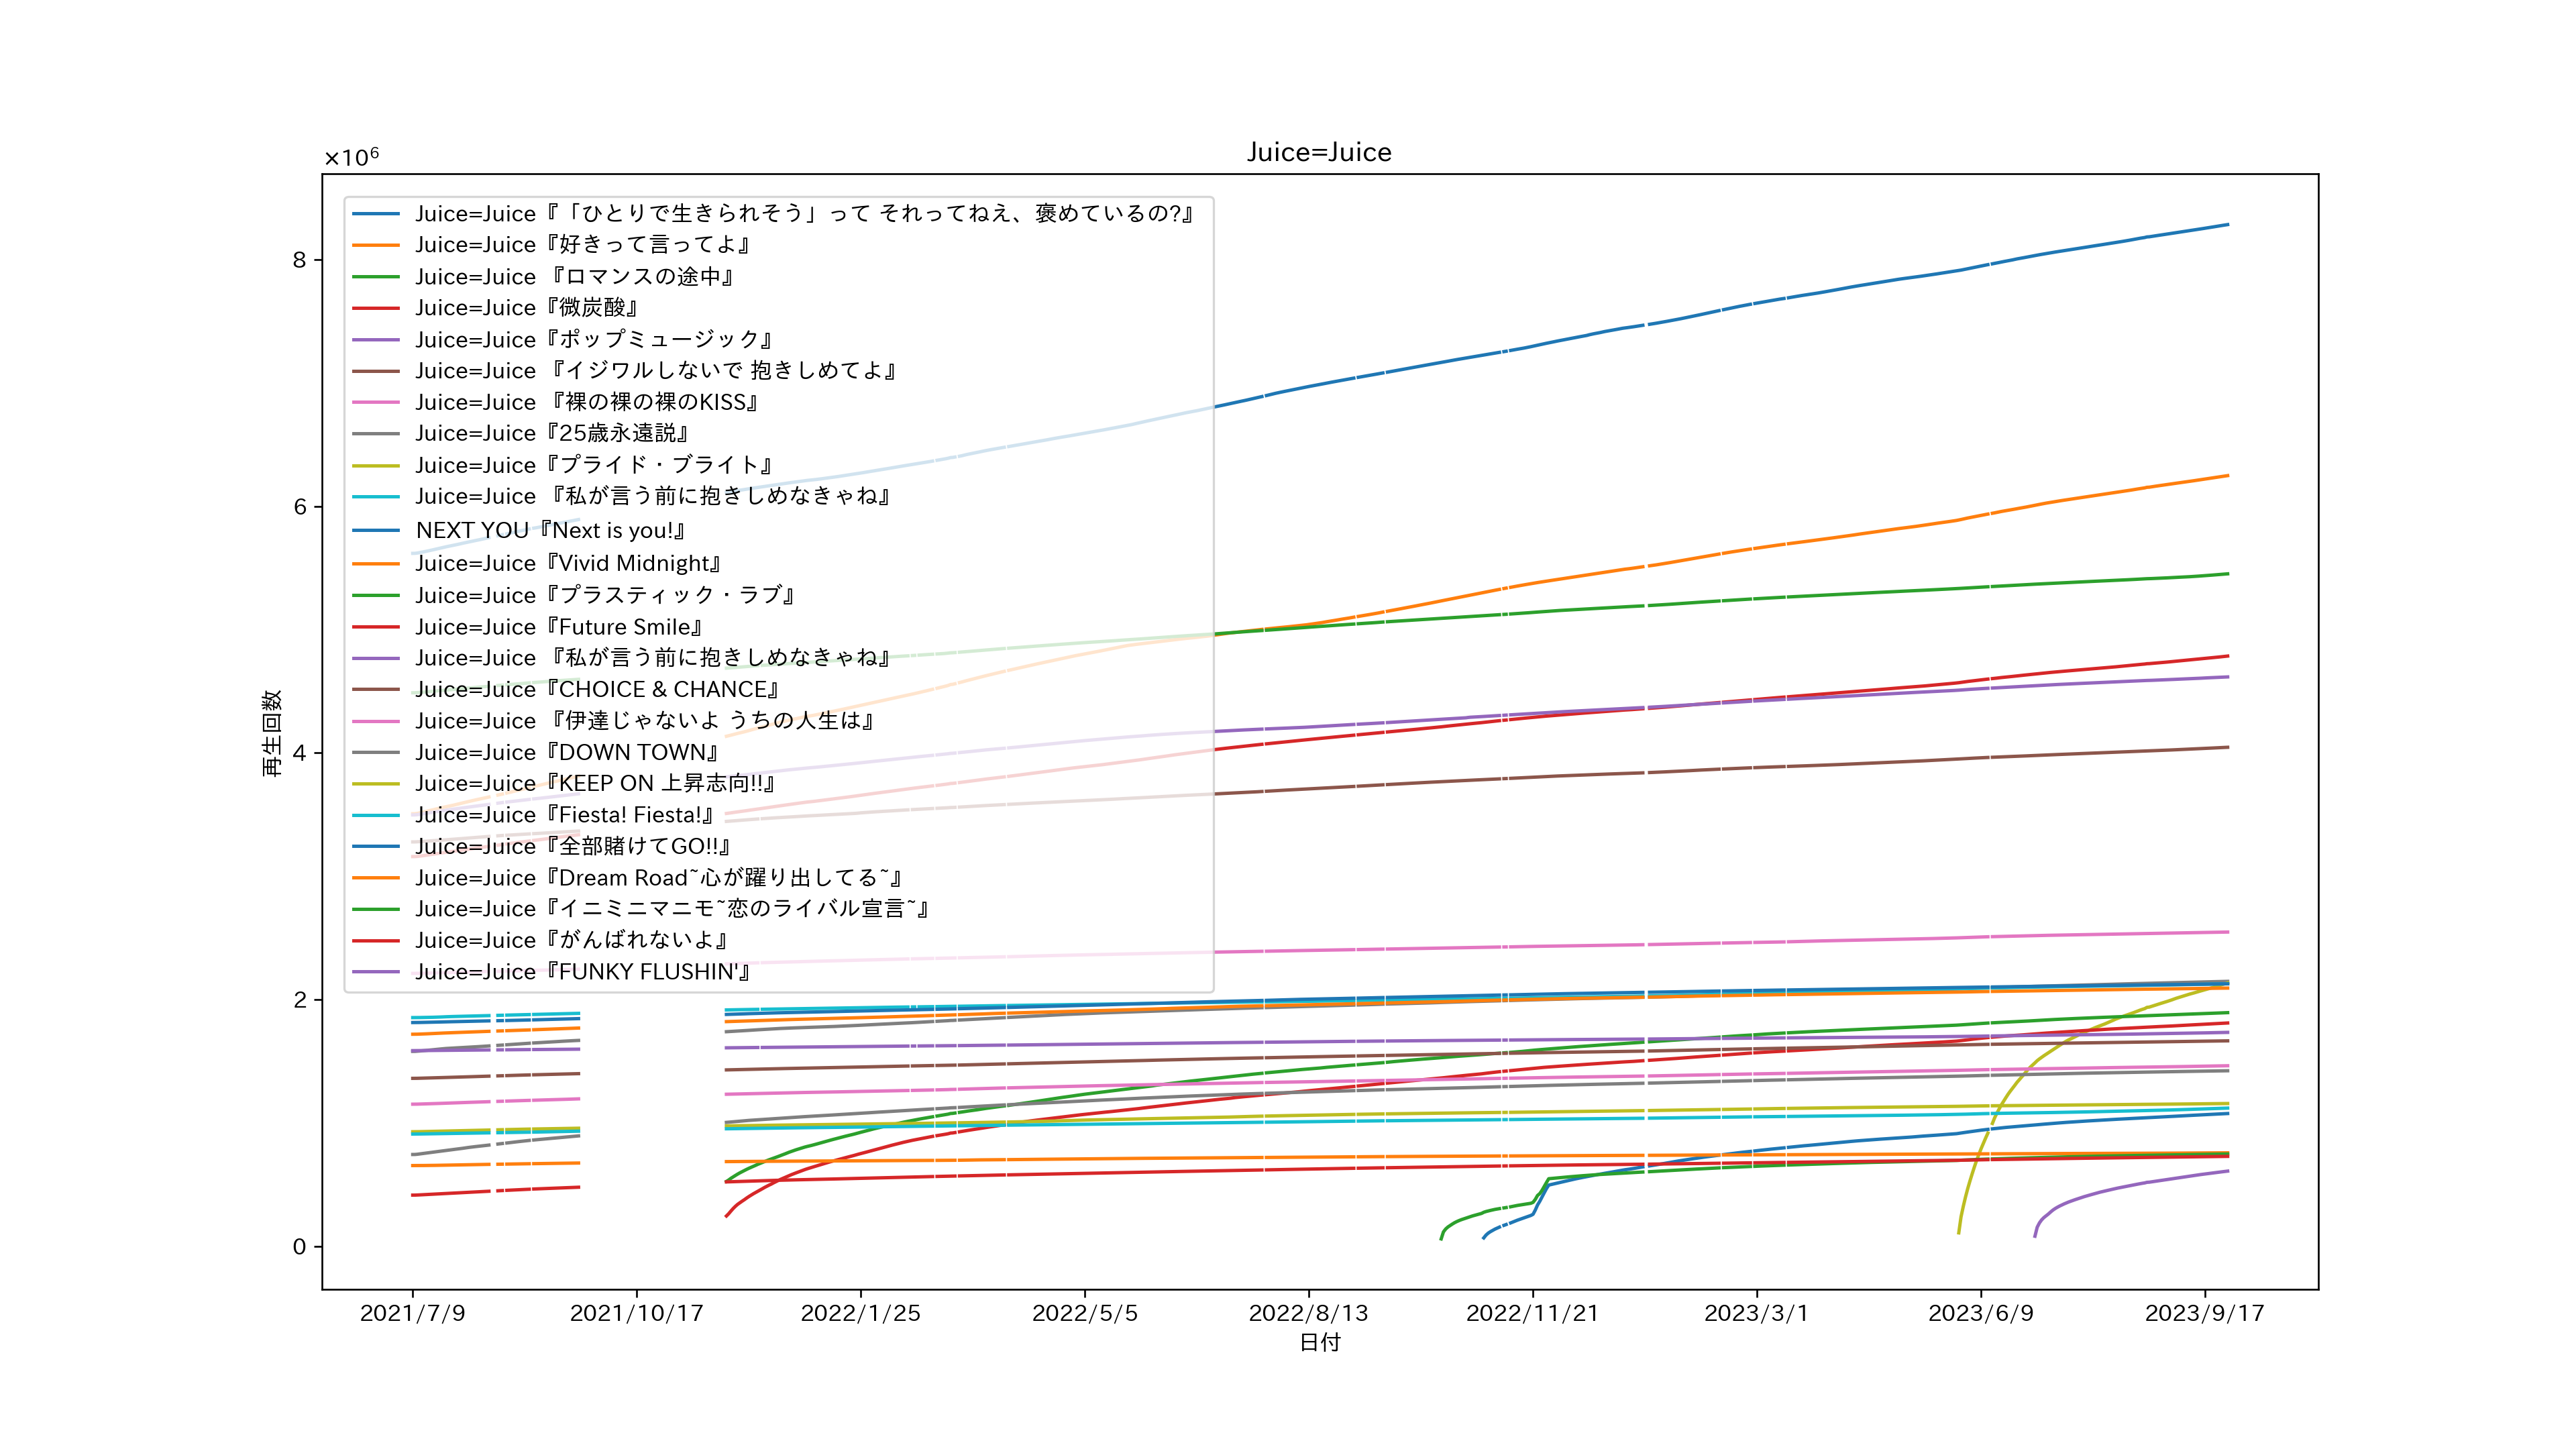 Juice=Juice
×10⁶
Juice=Juice『「ひとりで生きられそう」って それってねえ、褒めているの?』
Juice=Juice『好きって言ってよ』
Juice=Juice 『ロマンスの途中』
Juice=Juice『微炭酸』
Juice=Juice『ポップミュージック』
Juice=Juice 『イジワルしないで 抱きしめてよ』
Juice=Juice 『裸の裸の裸のKISS』
Juice=Juice『25歳永遠説』
Juice=Juice『プライド・ブライト』
Juice=Juice 『私が言う前に抱きしめなきゃね』
NEXT YOU『Next is you!』
Juice=Juice『Vivid Midnight』
Juice=Juice『プラスティック・ラブ』
Juice=Juice『Future Smile』
Juice=Juice 『私が言う前に抱きしめなきゃね』
Juice=Juice『CHOICE & CHANCE』
Juice=Juice 『伊達じゃないよ うちの人生は』
Juice=Juice『DOWN TOWN』
Juice=Juice『KEEP ON 上昇志向!!』
Juice=Juice『Fiesta! Fiesta!』
Juice=Juice『全部賭けてGO!!』
Juice=Juice『Dream Road~心が躍り出してる~』
Juice=Juice『イニミニマニモ~恋のライバル宣言~』
Juice=Juice『がんばれないよ』
Juice=Juice『FUNKY FLUSHIN'』
8
6
4
2
0
再生回数
2021/7/9
2021/10/17
2022/1/25
2022/5/5
2022/8/13
2022/11/21
2023/3/1
2023/6/9
2023/9/17
日付